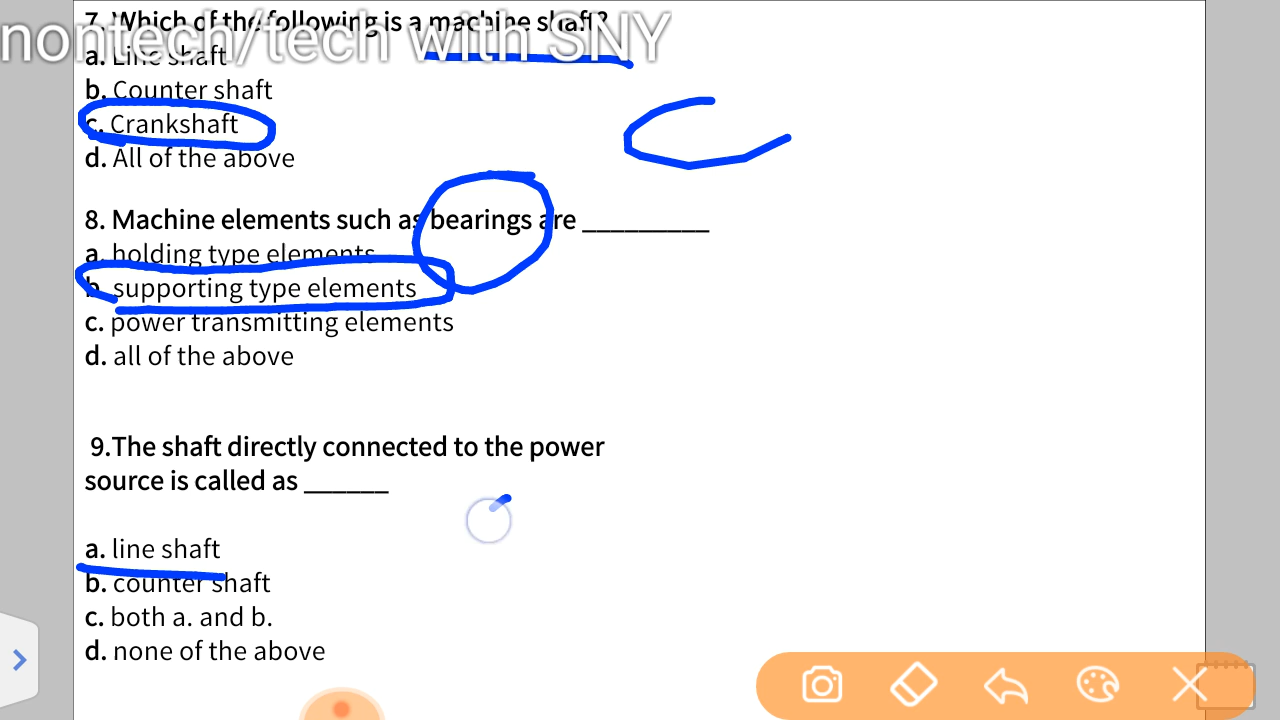 7. Which of the following is a machine shaft?
nontech/tech with SNY
a. Line shaft
b. Counter shaft
c. Crankshaft
d. All of the above
8. Machine elements such as bearings are _________
a. holding type elements
b. supporting type elements
c. power transmitting elements
d. all of the above
9.The shaft directly connected to the power
source is called as ______
a. line shaft
b. counter shaft
c. both a. and b.
d. none of the above